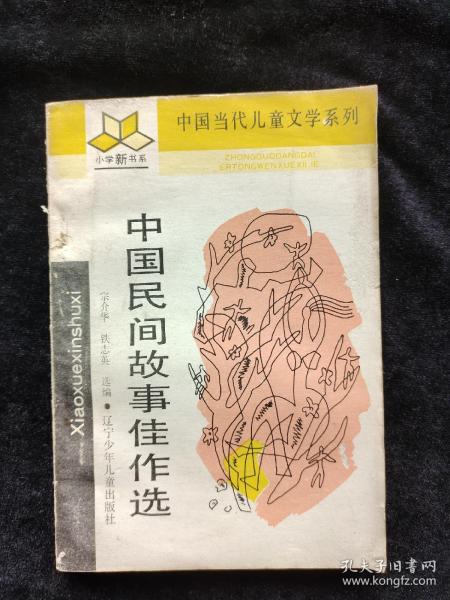 中国当代儿童文学系列
ZHONGGUODANGDAI
ERTONGWENXUEXILIE
小学新书系
中国民间故事佳作选
宗介华 铁志英 选编●辽宁少年儿童出版社
Xiaoxuexinshuxi
孔夫子旧书网
www.kongfz.com